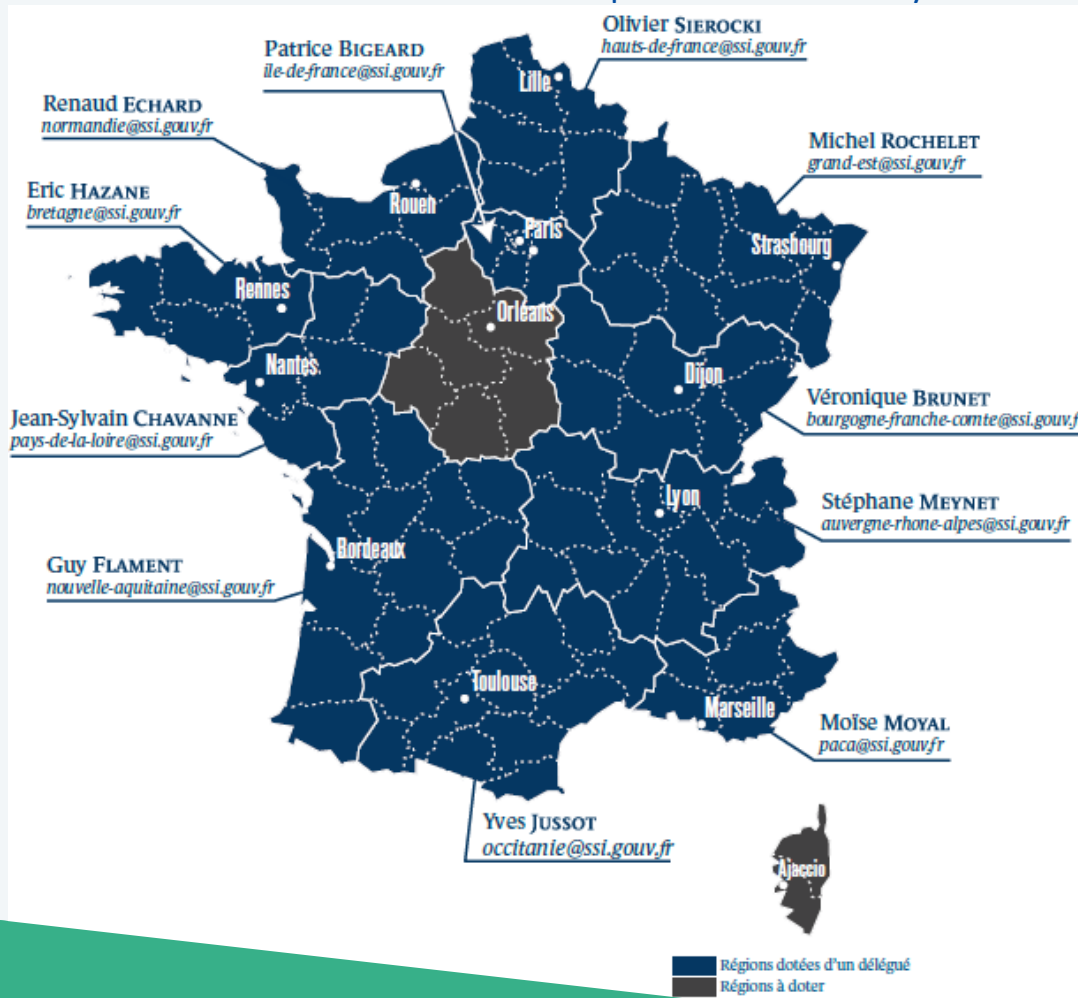 Olivier SIEROCKI
hauts-de-france@ssi.gouv.fr
Patrice BIGEARD
ile-de-france@ssi.gouv.fr
Lille
Renaud ECHARD
normandie@ssi.gouv.fr
Michel ROCHELET
grand-est@ssi.gouv.fr
Eric HAZANE
bretagne@ssi.gouv.fr
Rouen
Paris
Strasbourg
Rennes
Orléans
Nantes
Dijon
Véronique BRUNET
bourgogne-franche-comte@ssi.gouv.f
Jean-Sylvain CHAVANNE
pays-de-la-loire@ssi.gouv.fr
Lyon
Stéphane MEYNET
auvergne-rhone-alpes@ssi.gouv.fr
Bordeaux
Guy FLAMENT
nouvelle-aquitaine@ssi.gouv.fr
Toulouse
Marseille
Moïse MOYAL
paca@ssi.gouv.fr
Yves JUSSOT
occitanie@ssi.gouv.fr
Ajaccio
Régions dotées d'un délégué
Régions à doter